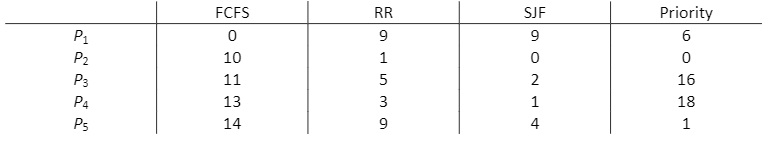 FCFS RR SJF Priority
P1 0 9 9 6
P2 10 1 0 0
P3 11 5 2 16
P4 13 3 1 18
P5 14 9 4 1